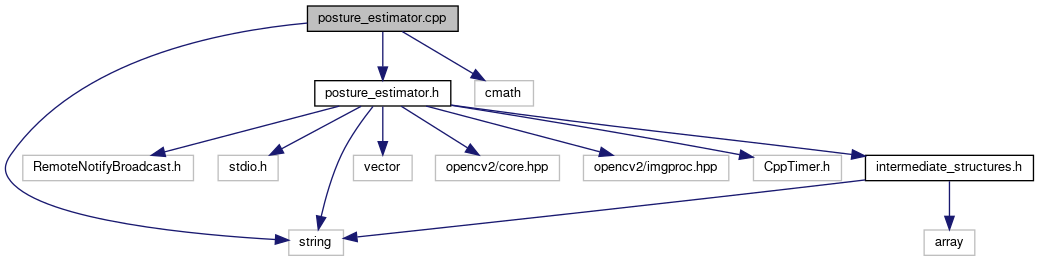 posture_estimator.cpp
posture_estimator.h
cmath
RemoteNotifyBroadcast.h
stdio.h
vector
opencv2/core.hpp
opencv2/imgproc.hpp
CppTimer.h
intermediate_structures.h
string
array